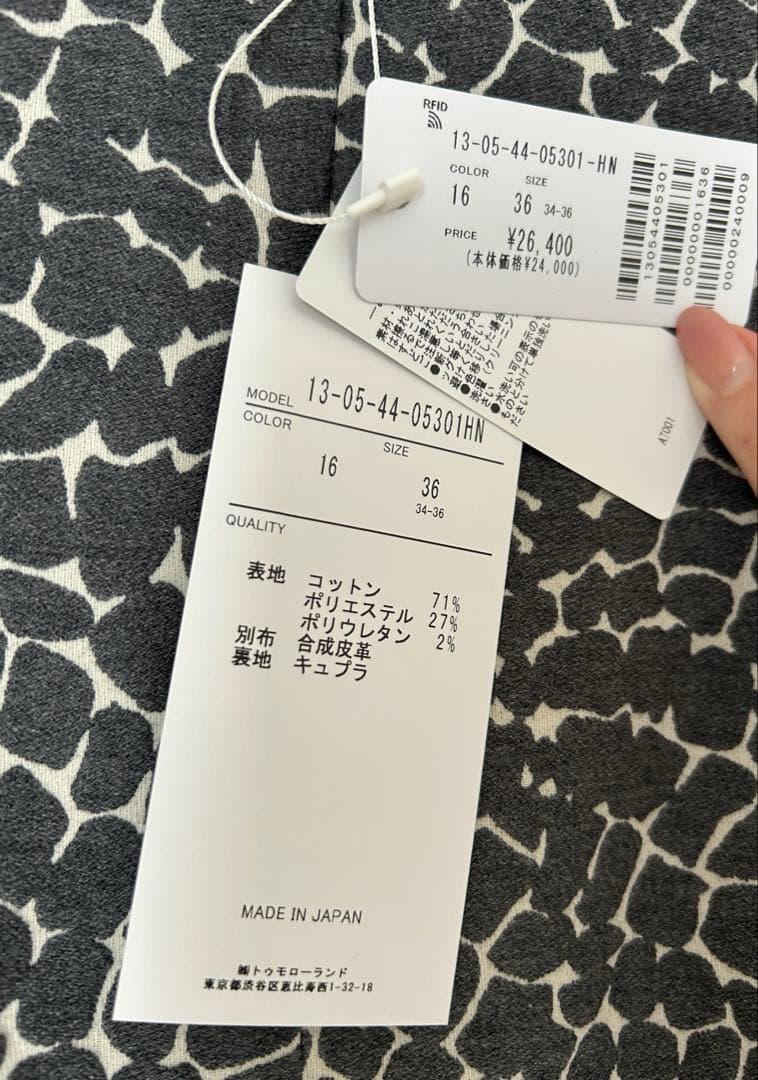 RFID
13-05-44-05301-HN
COLOR SIZE
16 36 34-36
PRICE ¥26,400
(本体価格¥24,000)
13054405301
00000001636
00000240009
A7001
MODEL 13-05-44-05301HN
COLOR SIZE
16 36
34-36
QUALITY
表地 コットン 71%
ポリエステル 27%
ポリウレタン 2%
別布 合成皮革
裏地 キュプラ
MADE IN JAPAN
㈱トゥモローランド
東京都渋谷区恵比寿西1-32-18